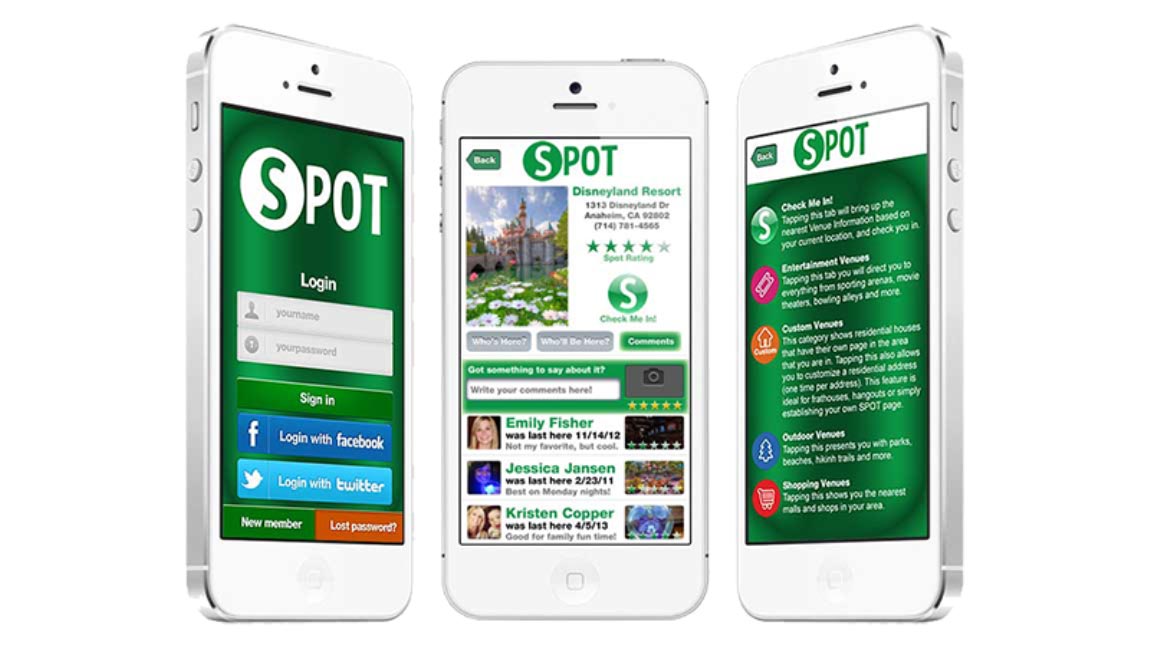 SPOT
Login
yourname
yourpassword
Sign in
f Login with facebook
Login with twitter
New member
Lost password?
Back
SPOT
Disneyland Resort
1313 Disneyland Dr
Anaheim, CA 92802
(714) 781-4565
Spot Rating
S
Check Me In!
Who's Here?
Who'll Be Here?
Comments
Got something to say about it?
Write your comments here!
Emily Fisher
was last here 11/14/12
Not my favorite, but cool.
Jessica Jansen
was last here 2/23/11
Best on Monday nights!
Kristen Copper
was last here 4/5/13
Good for family fun time!
Back
SPOT
S
Check Me In!
Tapping this tab will bring up the
nearest Venue Information based on
your current location, and check you in.
Entertainment Venues
Tapping this tab you will direct you to
everything from sporting arenas, movie
theaters, bowling alleys and more.
Custom
Custom Venues
This category shows residential houses
that have their own page in the area
that you are in. Tapping this also allows
you to customize a residential address
(one time per address). This feature is
ideal for frathouses, hangouts or simply
establishing your own SPOT page.
Outdoor Venues
Tapping this presents you with parks,
beaches, hikinh trails and more.
Shopping Venues
Tapping this shows you the nearest
malls and shops in your area.